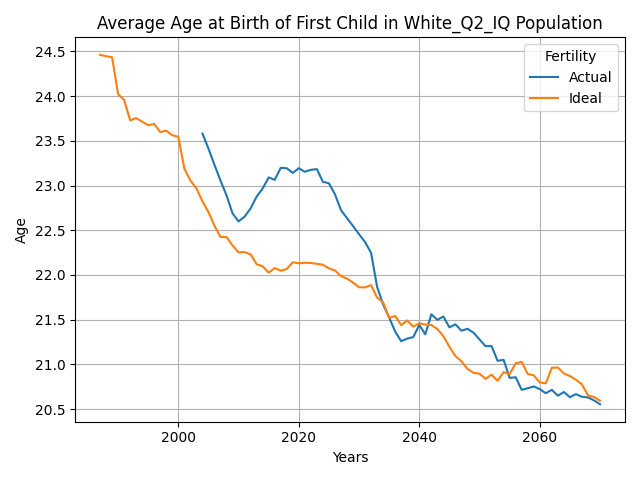 Average Age at Birth of First Child in White_Q2_IQ Population
Fertility
Actual
Ideal
Age
24.5
24.0
23.5
23.0
22.5
22.0
21.5
21.0
20.5
2000
2020
2040
2060
Years